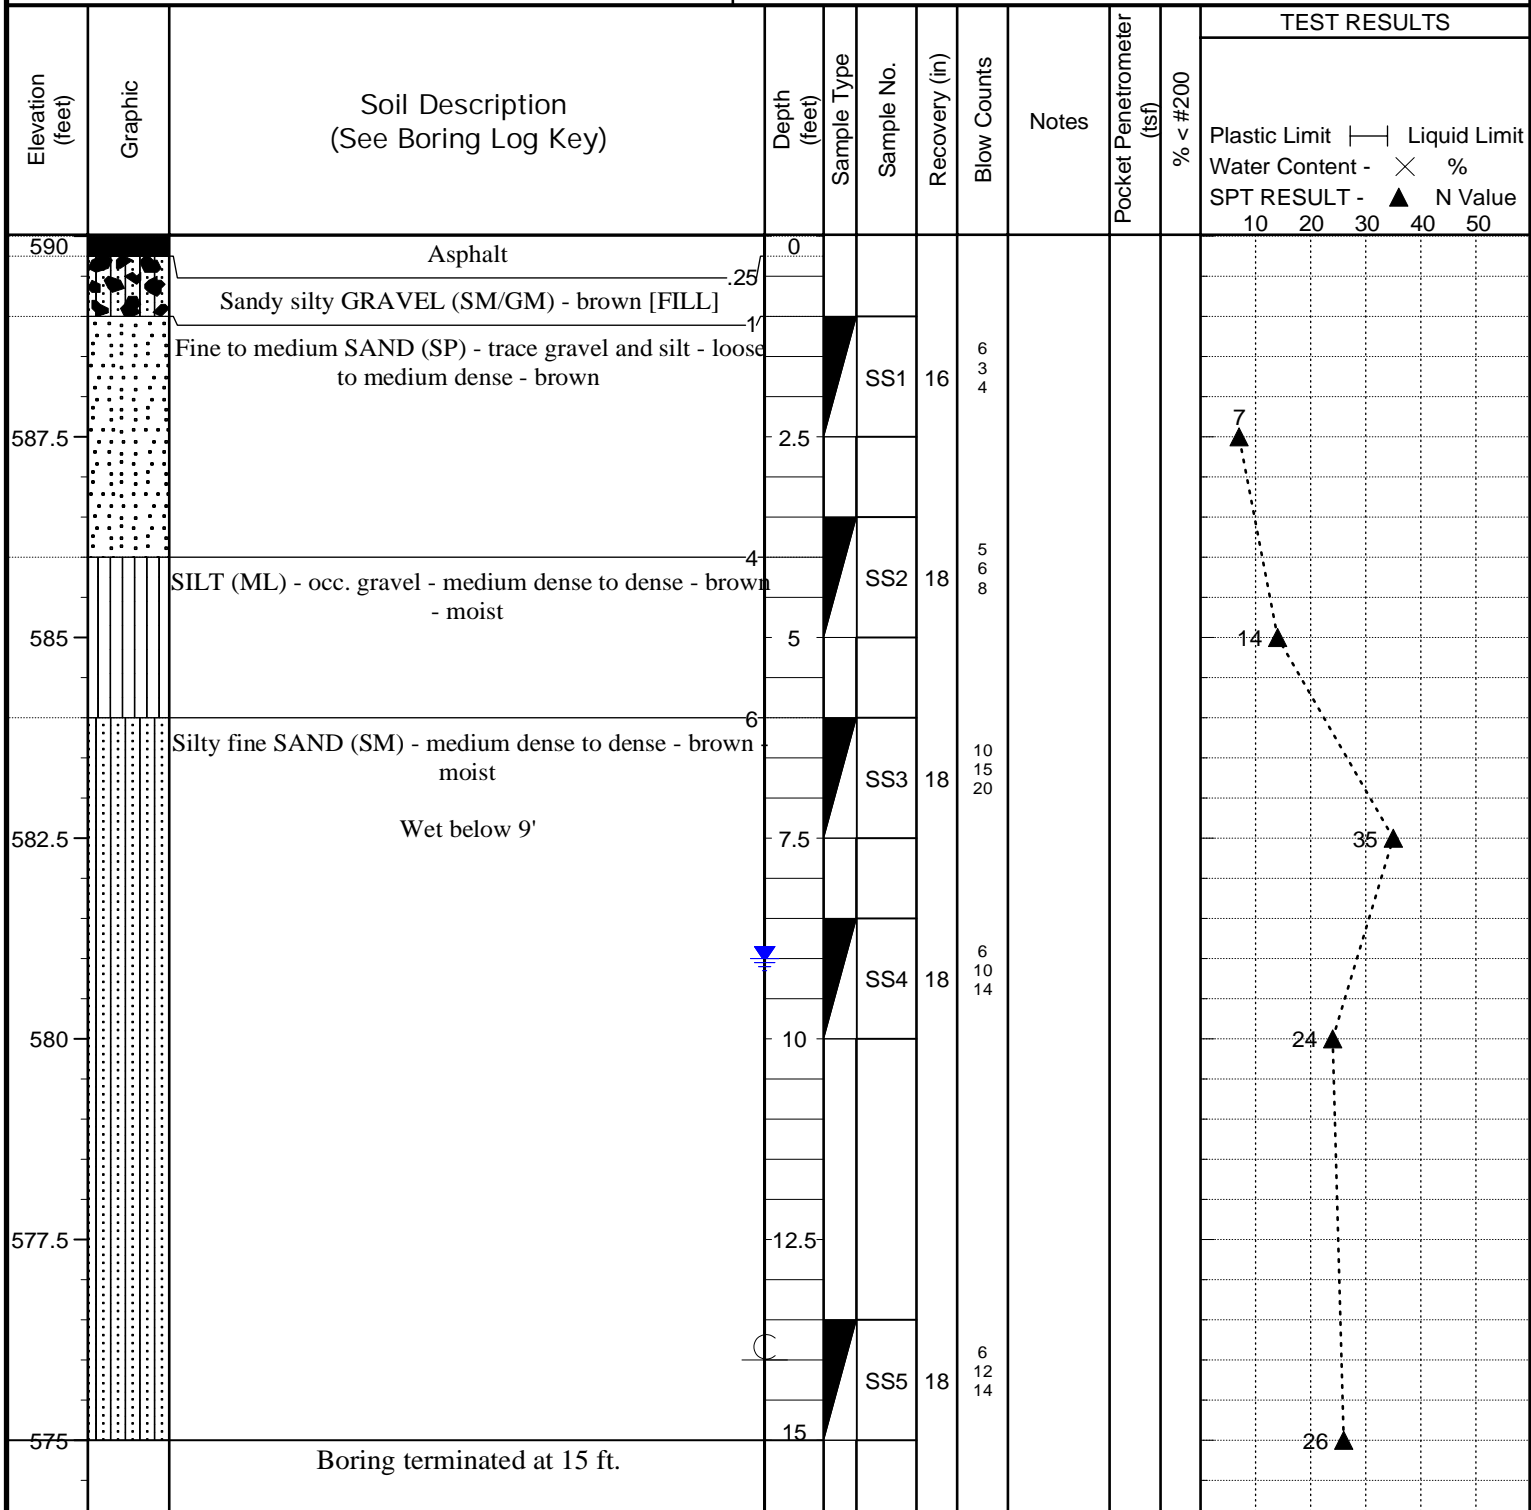 TEST RESULTS
Elevation
(feet)
Graphic
Soil Description
(See Boring Log Key)
Depth
(feet)
Sample Type
Sample No.
Recovery (in)
Blow Counts
Notes
Pocket Penetrometer
(tsf)
% < #200
Plastic Limit Liquid Limit
Water Content - %
SPT RESULT - N Value
10 20 30 40 50
590
Asphalt
0
.25
Sandy silty GRAVEL (SM/GM) - brown [FILL]
1
Fine to medium SAND (SP) - trace gravel and silt - loose
to medium dense - brown
SS1
16
6
3
4
7
587.5
2.5
4
SILT (ML) - occ. gravel - medium dense to dense - brown
- moist
SS2
18
5
6
8
585
5
14
6
Silty fine SAND (SM) - medium dense to dense - brown -
moist
Wet below 9'
SS3
18
10
15
20
582.5
7.5
35
SS4
18
6
10
14
580
10
24
577.5
12.5
C
SS5
18
6
12
14
575
15
26
Boring terminated at 15 ft.